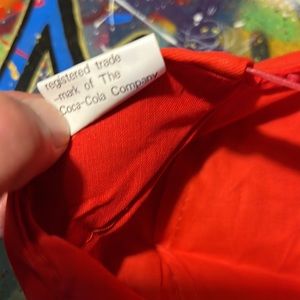 registered trade
-mark of The
Coca-Cola Company